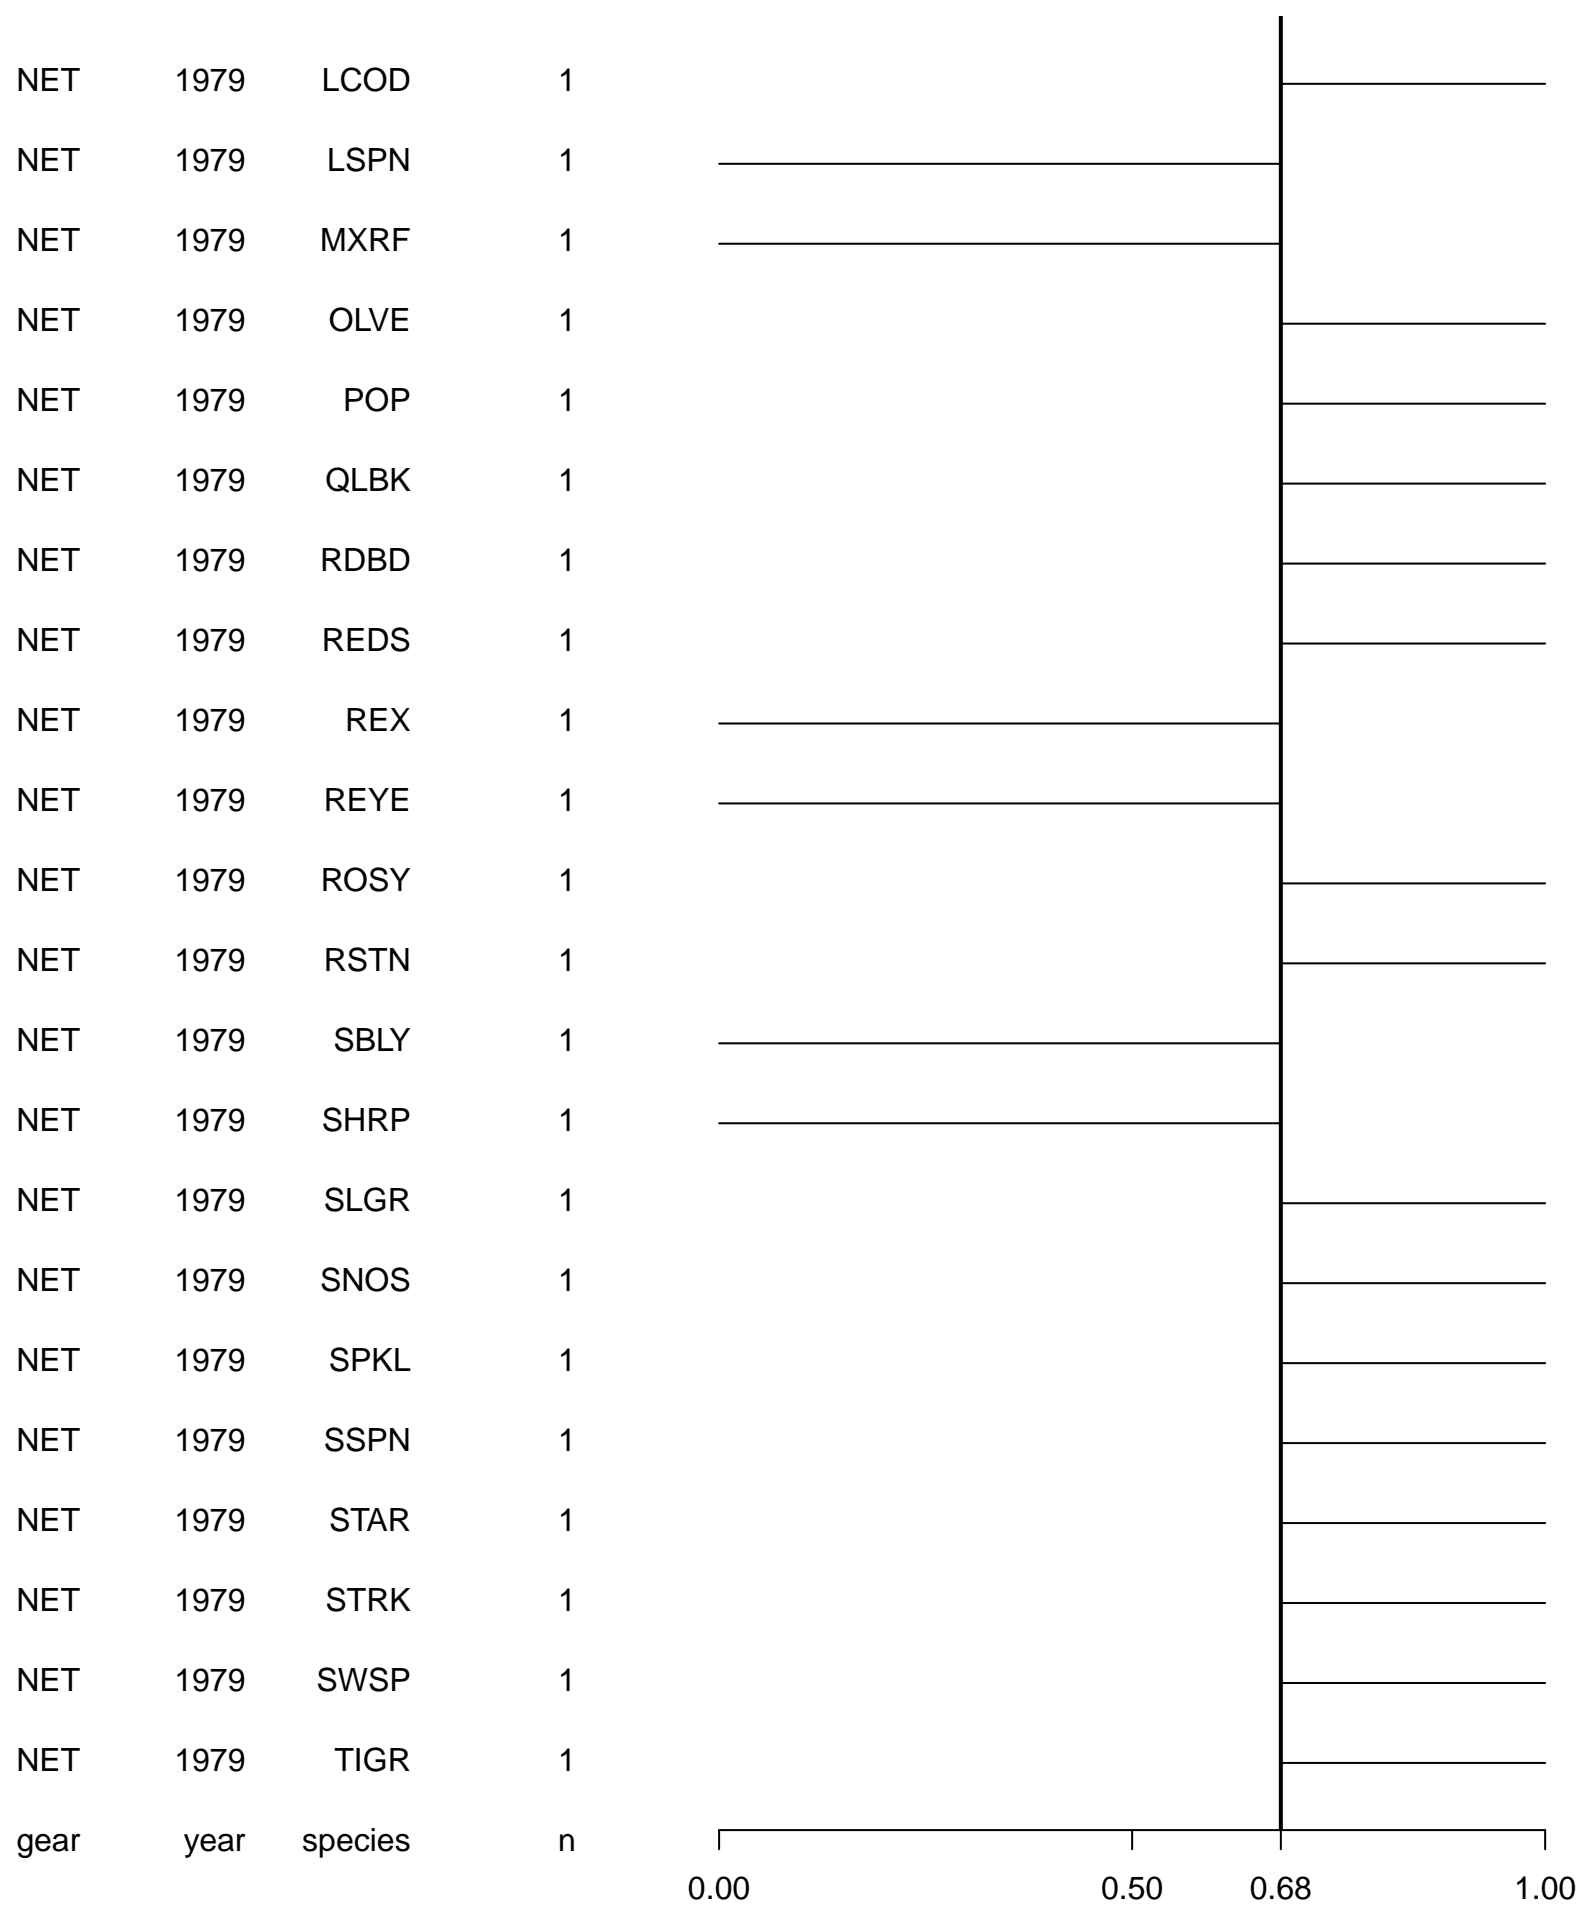 NET 1979 LCOD 1
NET 1979 LSPN 1
NET 1979 MXRF 1
NET 1979 OLVE 1
NET 1979 POP 1
NET 1979 QLBK 1
NET 1979 RDBD 1
NET 1979 REDS 1
NET 1979 REX 1
NET 1979 REYE 1
NET 1979 ROSY 1
NET 1979 RSTN 1
NET 1979 SBLY 1
NET 1979 SHRP 1
NET 1979 SLGR 1
NET 1979 SNOS 1
NET 1979 SPKL 1
NET 1979 SSPN 1
NET 1979 STAR 1
NET 1979 STRK 1
NET 1979 SWSP 1
NET 1979 TIGR 1
gear year species n
0.00 0.50 0.68 1.00